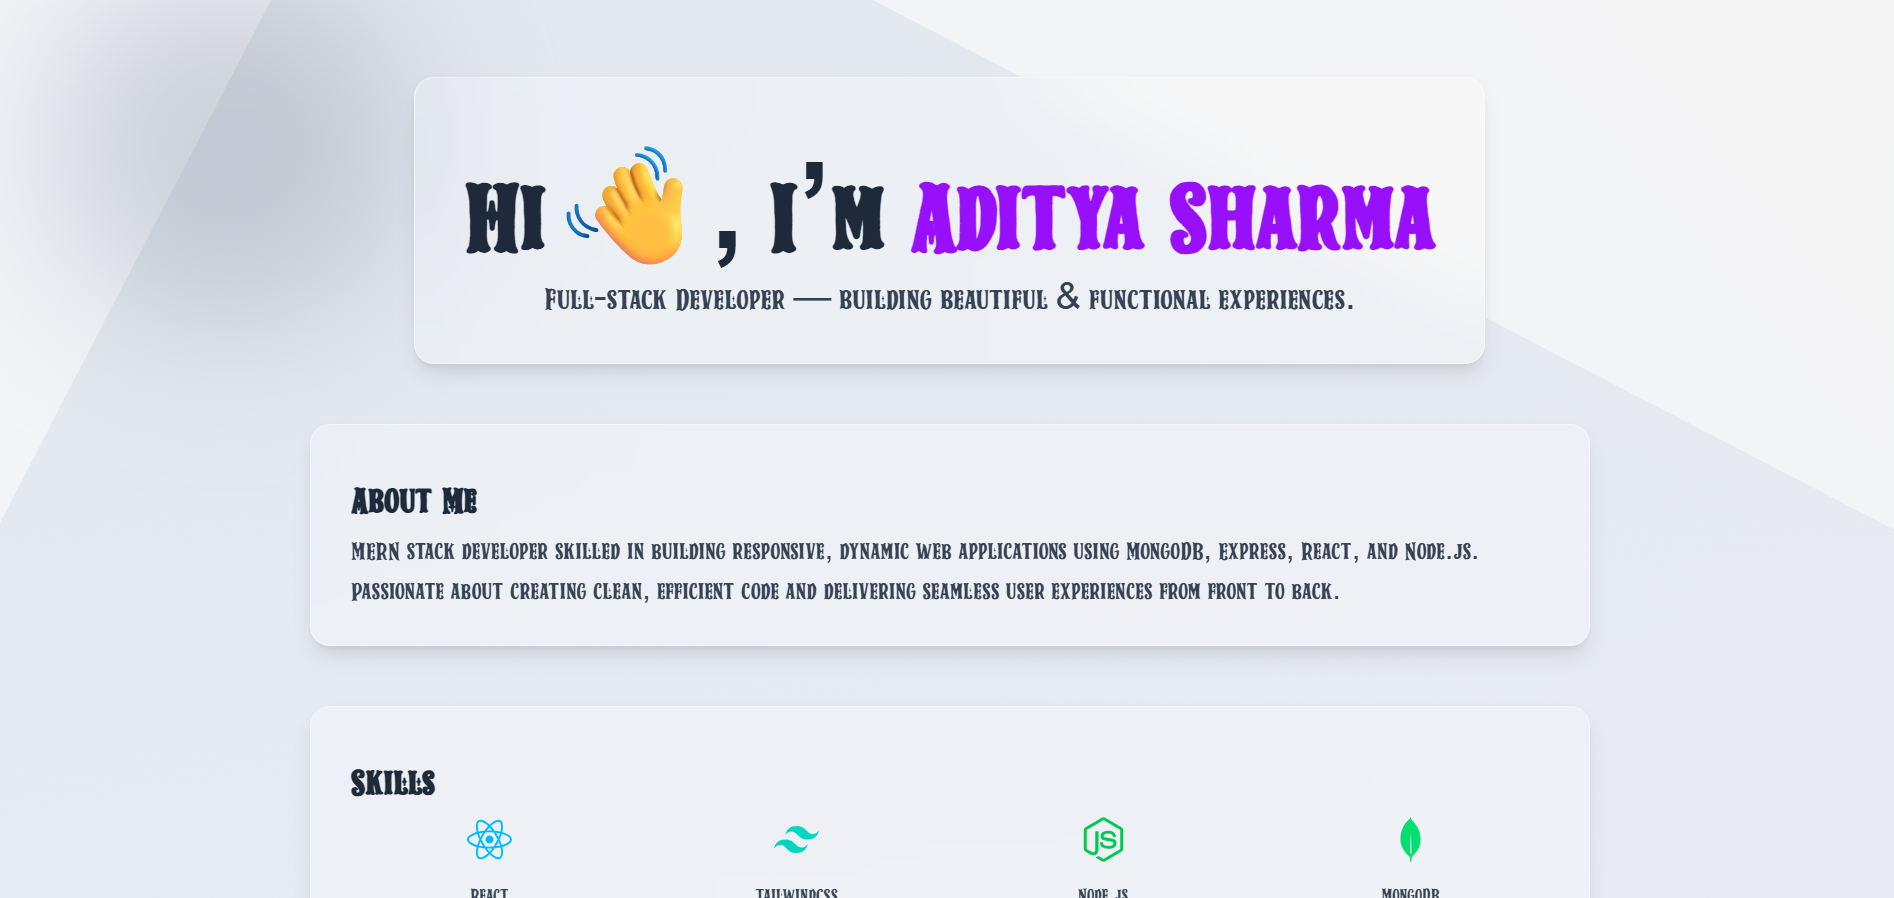 Hi 👋 , I'm Aditya Sharma
Full-stack Developer — building beautiful & functional experiences.
About Me
MERN stack developer skilled in building responsive, dynamic web applications using MongoDB, Express, React, and Node.js.
Passionate about creating clean, efficient code and delivering seamless user experiences from front to back.
Skills
JS
React
TailwindCSS
Node.js
MongoDB